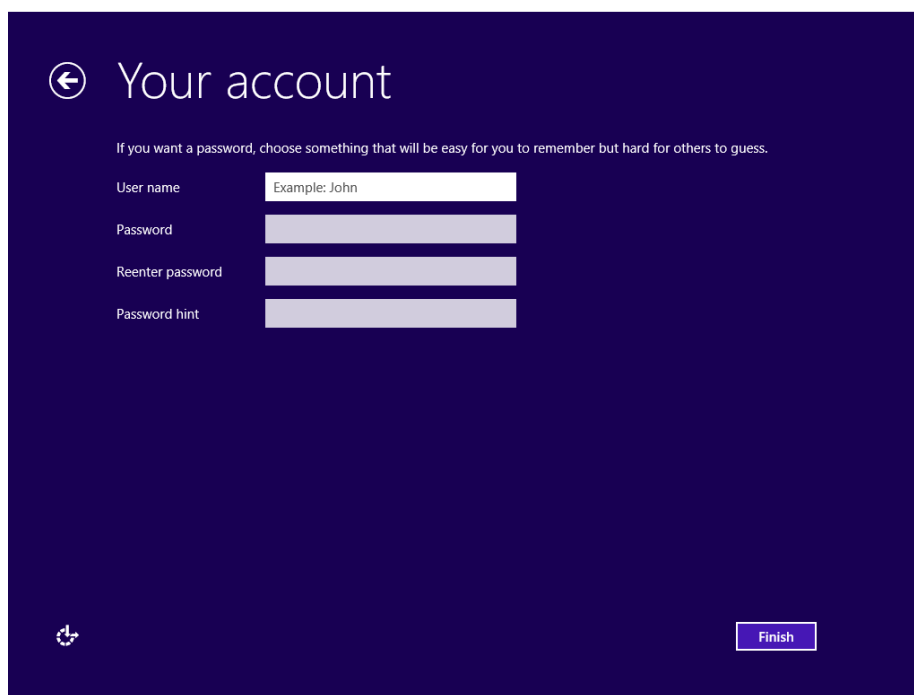 Your account
If you want a password, choose something that will be easy for you to remember but hard for others to guess.
User name
Example: John
Password
Reenter password
Password hint
Finish